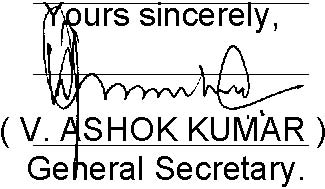 Yours sincerely,
( V. ASHOK KUMAR )
General Secretary.